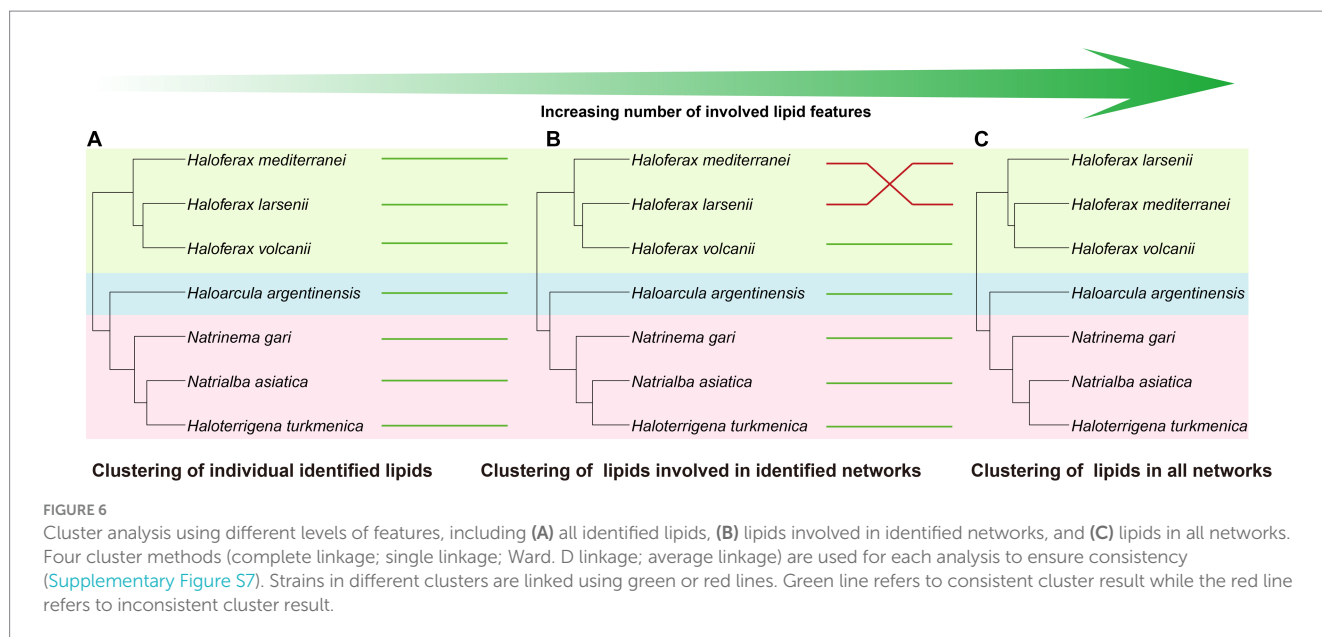 Increasing number of involved lipid features
A
B
C
Haloferax mediterranei
Haloferax larsenii
Haloferax volcanii
Haloarcula argentinensis
Natrinema gari
Natrialba asiatica
Haloterrigena turkmenica
Haloferax mediterranei
Haloferax larsenii
Haloferax volcanii
Haloarcula argentinensis
Natrinema gari
Natrialba asiatica
Haloterrigena turkmenica
Haloferax larsenii
Haloferax mediterranei
Haloferax volcanii
Haloarcula argentinensis
Natrinema gari
Natrialba asiatica
Haloterrigena turkmenica
Clustering of individual identified lipids
Clustering of lipids involved in identified networks
Clustering of lipids in all networks
FIGURE 6
Cluster analysis using different levels of features, including (A) all identified lipids, (B) lipids involved in identified networks, and (C) lipids in all networks.
Four cluster methods (complete linkage; single linkage; Ward. D linkage; average linkage) are used for each analysis to ensure consistency
(Supplementary Figure S7). Strains in different clusters are linked using green or red lines. Green line refers to consistent cluster result while the red line
refers to inconsistent cluster result.